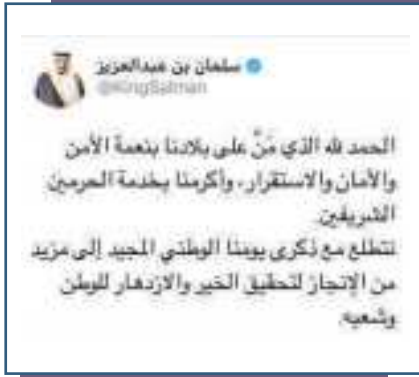 سلمان بن عبدالعزيز
@KingSalman
الحمد لله الذي مَنَّ على بلادنا بنعمة الأمن
والأمان والاستقرار، وأكرمنا بخدمة الحرمين
الشريفين.
نتطلع مع ذكرى يومنا الوطني المجيد إلى مزيد
من الإنجاز لتحقيق الخير والازدهار للوطن
وشعبه.